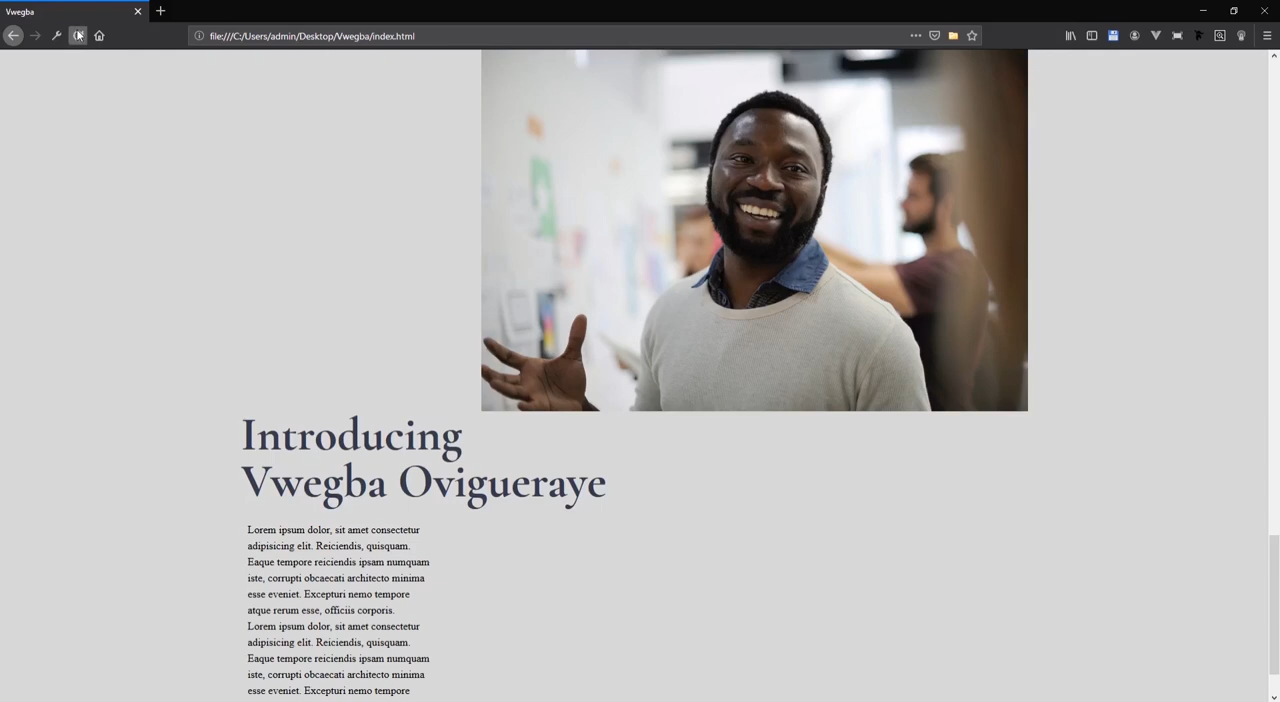 Vwegba
file:///C:/Users/admin/Desktop/Vwegba/index.html
Introducing
Vwegba Ovigueraye
Lorem ipsum dolor, sit amet consectetur
adipisicing elit. Reiciendis, quisquam.
Eaque tempore reiciendis ipsam numquam
iste, corrupti obcaecati architecto minima
esse eveniet. Excepturi nemo tempore
atque rerum esse, officiis corporis.
Lorem ipsum dolor, sit amet consectetur
adipisicing elit. Reiciendis, quisquam.
Eaque tempore reiciendis ipsam numquam
iste, corrupti obcaecati architecto minima
esse eveniet. Excepturi nemo tempore